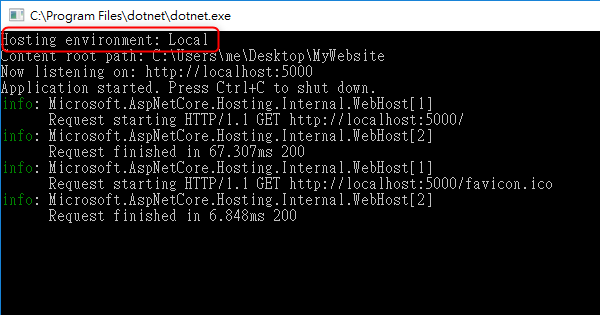 C:\Program Files\dotnet\dotnet.exe
Hosting environment: Local
Content root path: C:\Users\me\Desktop\MyWebsite
Now listening on: http://localhost:5000
Application started. Press Ctrl+C to shut down.
info: Microsoft.AspNetCore.Hosting.Internal.WebHost[1]
Request starting HTTP/1.1 GET http://localhost:5000/
info: Microsoft.AspNetCore.Hosting.Internal.WebHost[2]
Request finished in 67.307ms 200
info: Microsoft.AspNetCore.Hosting.Internal.WebHost[1]
Request starting HTTP/1.1 GET http://localhost:5000/favicon.ico
info: Microsoft.AspNetCore.Hosting.Internal.WebHost[2]
Request finished in 6.848ms 200